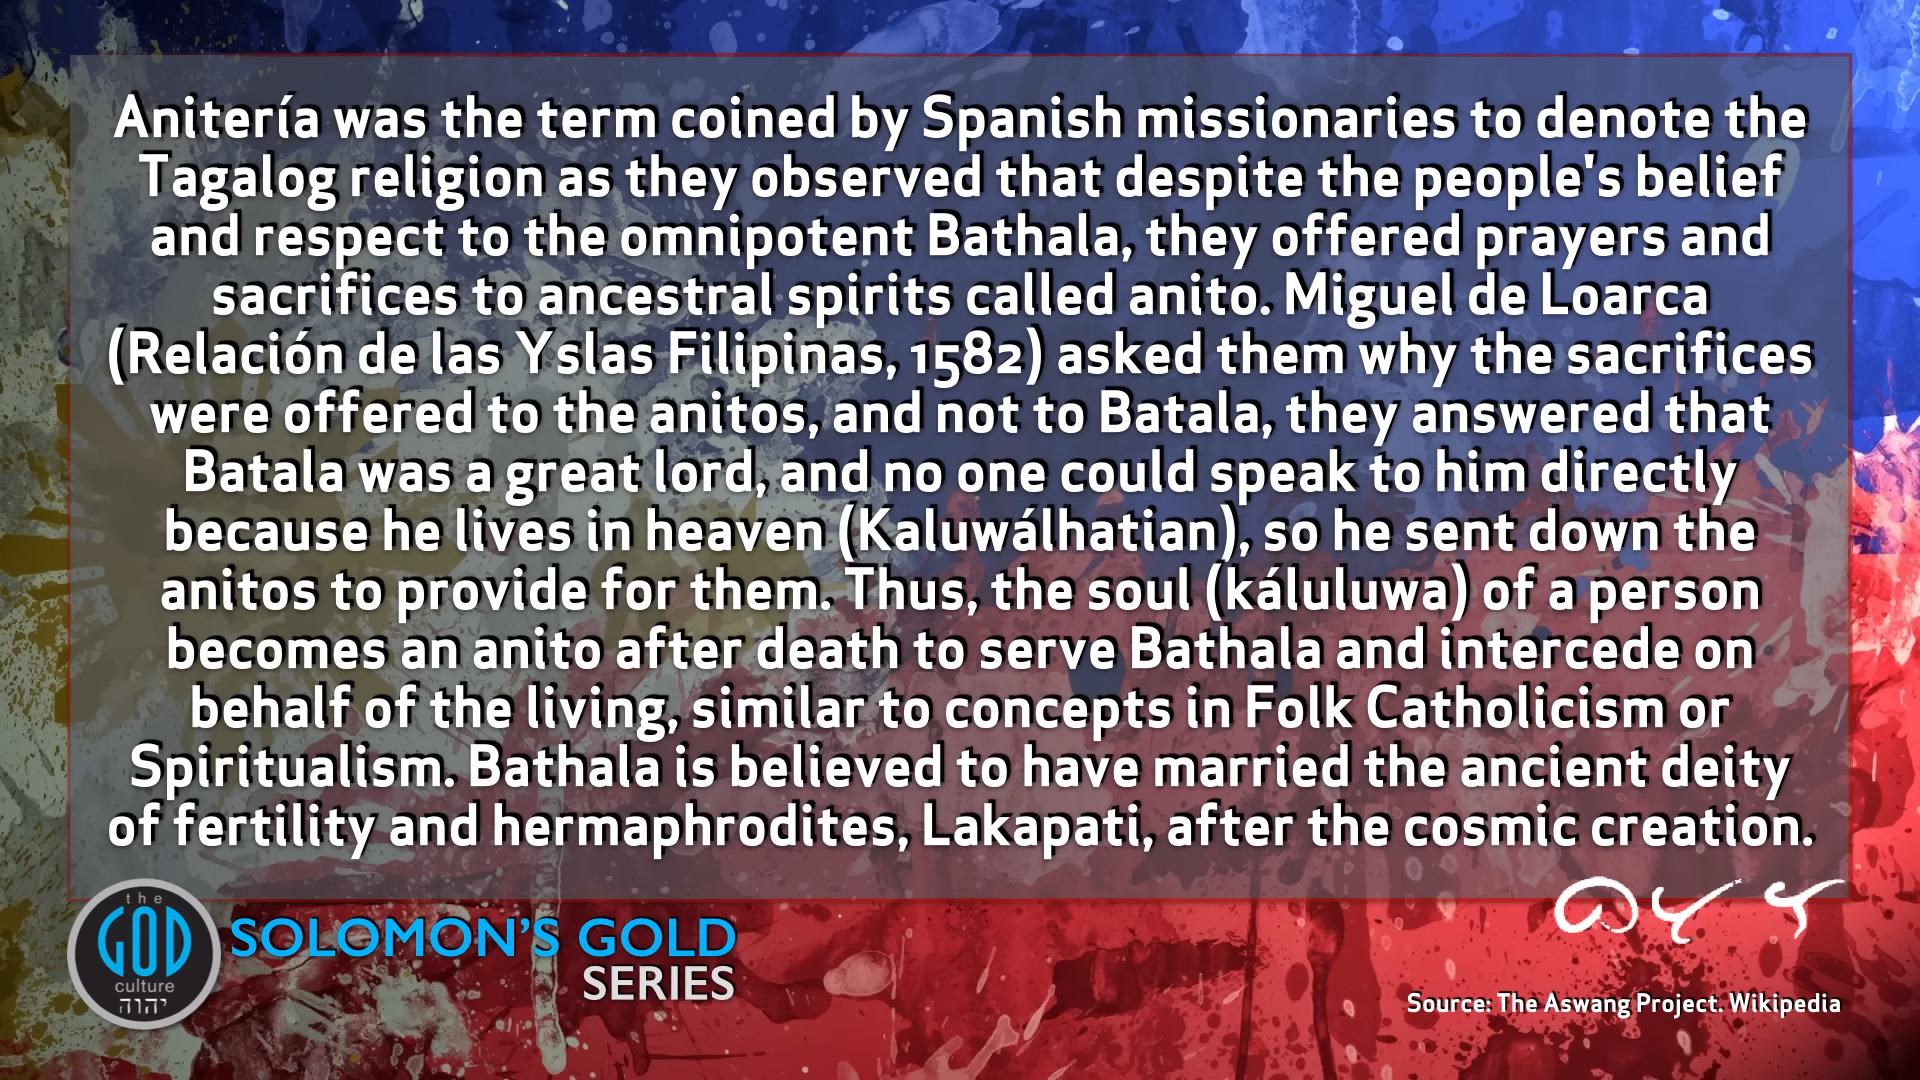 Anitería was the term coined by Spanish missionaries to denote the
Tagalog religion as they observed that despite the people's belief
and respect to the omnipotent Bathala, they offered prayers and
sacrifices to ancestral spirits called anito. Miguel de Loarca
(Relación de las Yslas Filipinas, 1582) asked them why the sacrifices
were offered to the anitos, and not to Batala, they answered that
Batala was a great lord, and no one could speak to him directly
because he lives in heaven (Kaluwálhatian), so he sent down the
anitos to provide for them. Thus, the soul (káluluwa) of a person
becomes an anito after death to serve Bathala and intercede on
behalf of the living, similar to concepts in Folk Catholicism or
Spiritualism. Bathala is believed to have married the ancient deity
of fertility and hermaphrodites, Lakapati, after the cosmic creation.
the
GOD
culture
יהוה
SOLOMON'S GOLD
SERIES
Source: The Aswang Project. Wikipedia